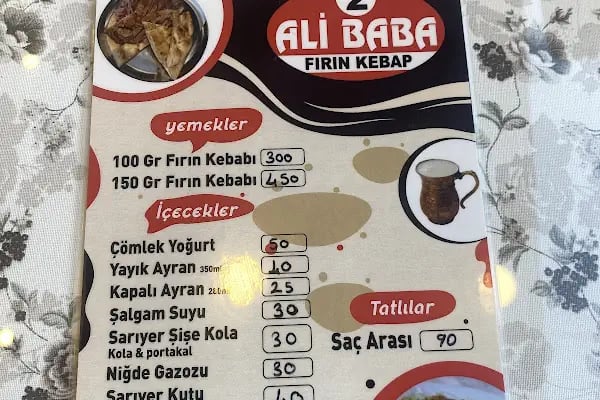 2
ALİ BABA
FIRIN KEBAP
yemekler
100 Gr Fırın Kebabı 300
150 Gr Fırın Kebabı 450
İçecekler
Çömlek Yoğurt 50
Yayık Ayran 350ml 40
Kapalı Ayran 25
Şalgam Suyu 30
Sarıyer Şişe Kola 30
Kola & portakal
Niğde Gazozu 30
Sarıyer Kutu 40
Tatlılar
Saç Arası 90